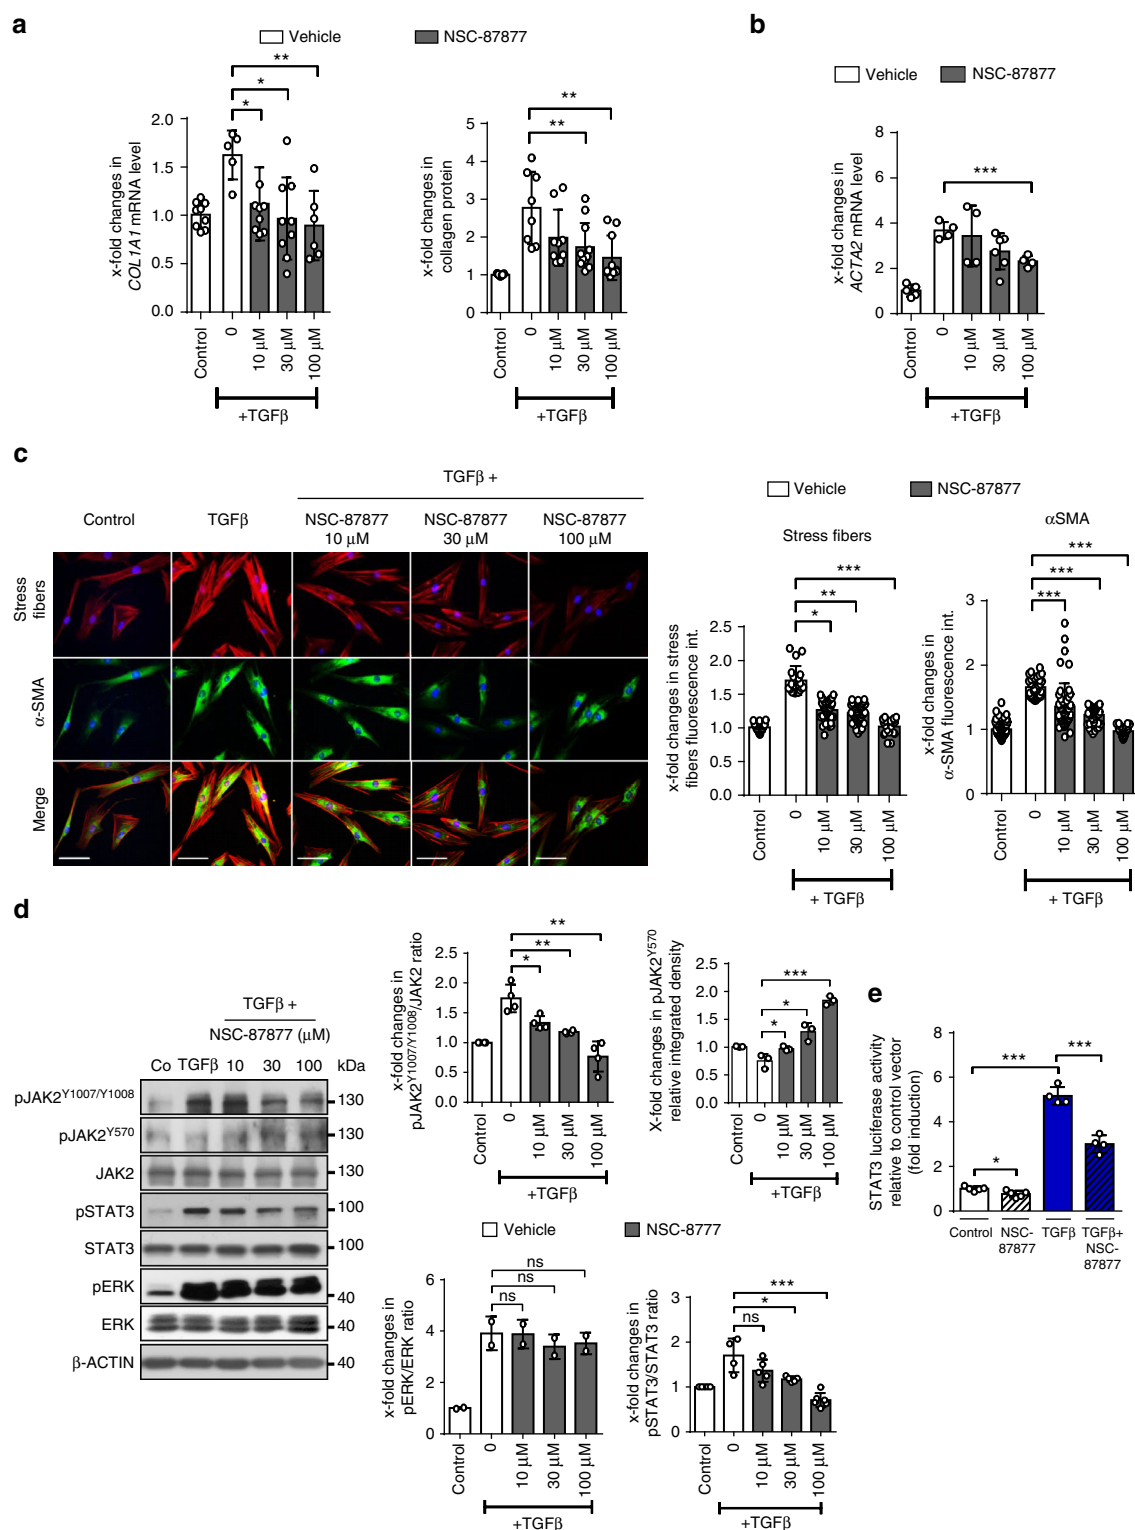 a
Vehicle
NSC-87877
x-fold changes in
COL1A1 mRNA level
2.0
1.5
1.0
0.5
0.0
*
*
**
Control
0
10 μM
30 μM
100 μM
+TGFβ
x-fold changes in
collagen protein
5
4
3
2
1
0
**
**
Control
0
10 μM
30 μM
100 μM
+TGFβ
b
Vehicle
NSC-87877
x-fold changes in
ACTA2 mRNA level
8
6
4
2
0
***
Control
0
10 μM
30 μM
100 μM
+TGFβ
c
TGFβ +
Control
TGFβ
NSC-87877
10 μM
NSC-87877
30 μM
NSC-87877
100 μM
Stress
fibers
α-SMA
Merge
Vehicle
NSC-87877
Stress fibers
x-fold changes in stress
fibers fluorescence int.
2.5
2.0
1.5
1.0
0.5
0.0
*
**
***
Control
0
10 μM
30 μM
100 μM
+ TGFβ
αSMA
x-fold changes in
α-SMA fluorescence int.
3
2
1
0
***
***
***
Control
0
10 μM
30 μM
100 μM
+ TGFβ
d
TGFβ +
NSC-87877 (μM)
Co TGFβ 10 30 100 kDa
pJAK2Y1007/Y1008 130
pJAK2Y570 130
JAK2 130
pSTAT3 100
STAT3 100
pERK 40
ERK 40
β-ACTIN 40
x-fold changes in
pJAK2Y1007/Y1008/JAK2 ratio
2.5
2.0
1.5
1.0
0.5
0.0
*
**
**
Control
0
10 μM
30 μM
100 μM
+TGFβ
X-fold changes in pJAK2Y570
relative integrated density
2.5
2.0
1.5
1.0
0.5
0.0
*
*
***
Control
0
10 μM
30 μM
100 μM
+TGFβ
Vehicle
NSC-8777
x-fold changes in
pERK/ERK ratio
6
4
2
0
ns
ns
ns
Control
0
10 μM
30 μM
100 μM
+TGFβ
x-fold changes in
pSTAT3/STAT3 ratio
3
2
1
0
ns
*
***
Control
0
10 μM
30 μM
100 μM
+TGFβ
e
STAT3 luciferase activity
relative to control vector
(fold induction)
8
6
4
2
0
*
***
***
Control
NSC-
87877
TGFβ
TGFβ+
NSC-
87877